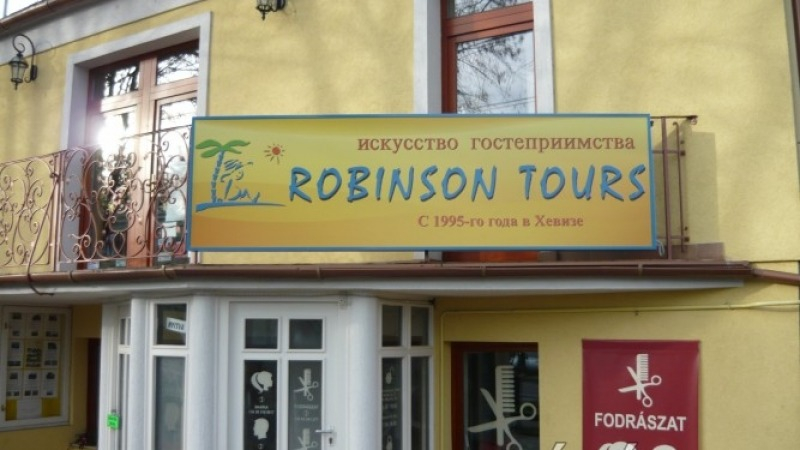 искусство гостеприимства
ROBINSON TOURS
С 1995-го года в Хевизе
FODRÁSZAT